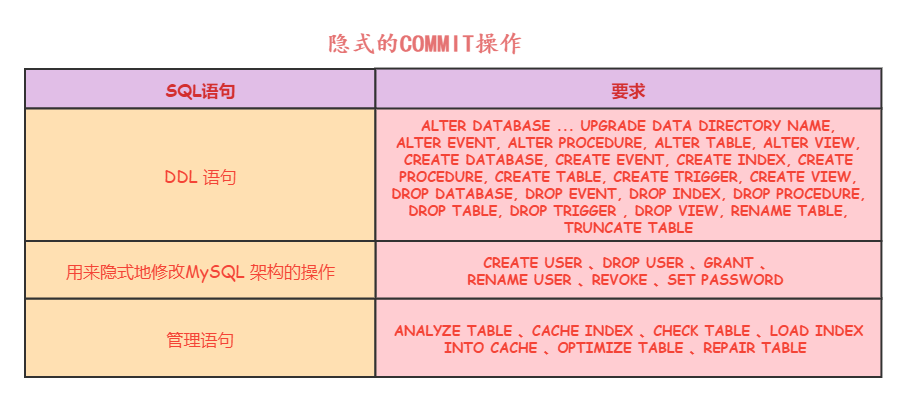 隐式的COMMIT操作
SQL语句
要求
DDL 语句
ALTER DATABASE ... UPGRADE DATA DIRECTORY NAME,
ALTER EVENT, ALTER PROCEDURE, ALTER TABLE, ALTER VIEW,
CREATE DATABASE, CREATE EVENT, CREATE INDEX, CREATE
PROCEDURE, CREATE TABLE, CREATE TRIGGER, CREATE VIEW,
DROP DATABASE, DROP EVENT, DROP INDEX, DROP PROCEDURE,
DROP TABLE, DROP TRIGGER , DROP VIEW, RENAME TABLE,
TRUNCATE TABLE
用来隐式地修改MySQL 架构的操作
CREATE USER 、DROP USER 、GRANT 、
RENAME USER 、REVOKE 、SET PASSWORD
管理语句
ANALYZE TABLE 、CACHE INDEX 、CHECK TABLE 、LOAD INDEX
INTO CACHE 、OPTIMIZE TABLE 、REPAIR TABLE